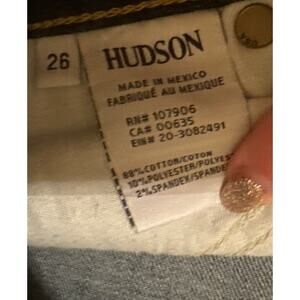 26
HUDSON
MADE IN MEXICO
FABRIQUÉ AU MEXIQUE
RN# 107906
CA# 00635
EIN# 20-3082491
88%COTTON/COTON
10%POLYESTER/POLYES
2%SPANDEX/SPANDE